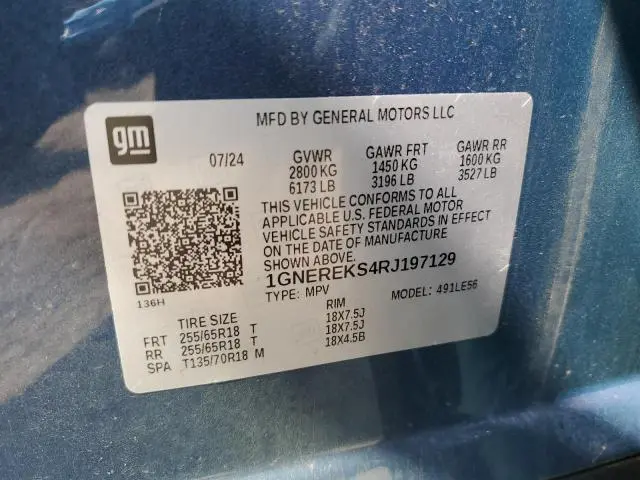 gm
MFD BY GENERAL MOTORS LLC
07/24 GVWR GAWR FRT GAWR RR
2800 KG 1450 KG 1600 KG
6173 LB 3196 LB 3527 LB
THIS VEHICLE CONFORMS TO ALL
APPLICABLE U.S. FEDERAL MOTOR
VEHICLE SAFETY STANDARDS IN EFFECT
ON THE DATE OF MANUFACTURE
SHOWN ABOVE.
1GNEREKS4RJ197129
136H
TYPE: MPV MODEL: 491LE56
TIRE SIZE RIM
FRT 255/65R18 T 18X7.5J
RR 255/65R18 T 18X7.5J
SPA T135/70R18 M 18X4.5B